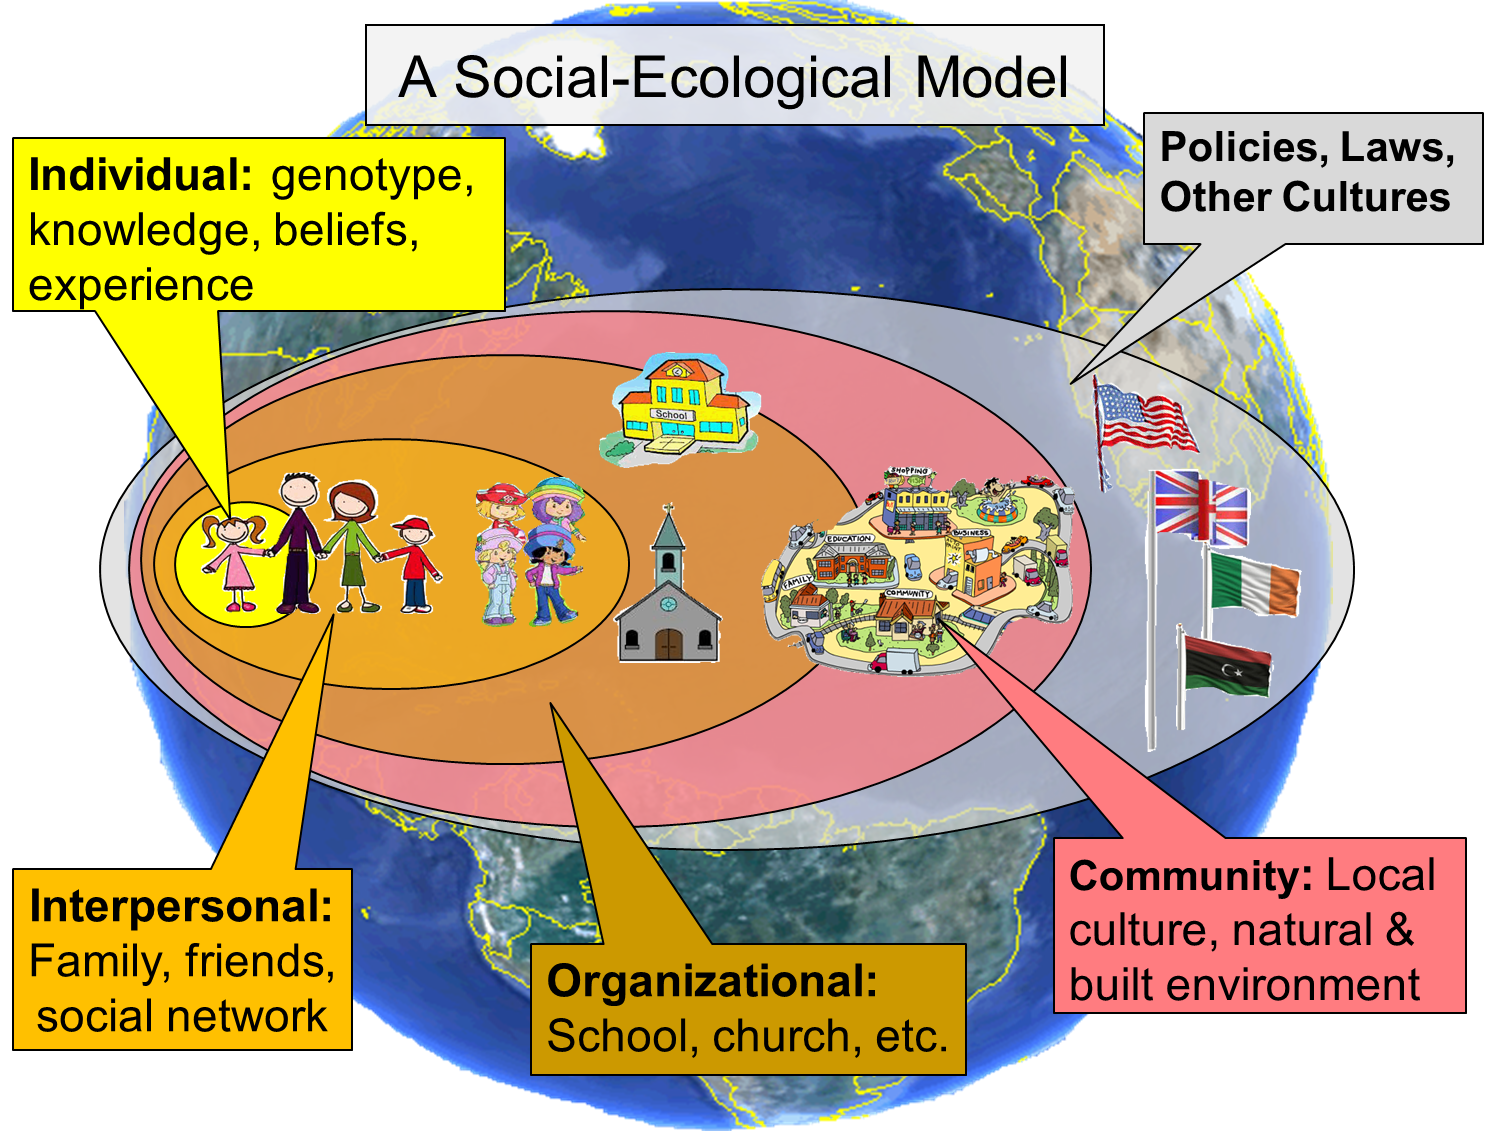 A Social-Ecological Model
Individual: genotype,
knowledge, beliefs,
experience
Policies, Laws,
Other Cultures
School
SHOPPING
EDUCATION
BUSINESS
FAMILY
COMMUNITY
Interpersonal:
Family, friends,
social network
Organizational:
School, church, etc.
Community: Local
culture, natural &
built environment